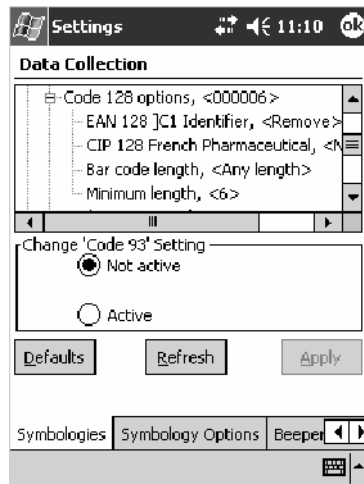 Settings 11:10 ok
Data Collection
Code 128 options, <000006>
EAN 128 ]C1 Identifier, <Remove>
CIP 128 French Pharmaceutical,
Bar code length, <Any length>
Minimum length, <6>
Change 'Code 93' Setting
Not active
Active
Defaults Refresh Apply
Symbologies Symbology Options Beeper